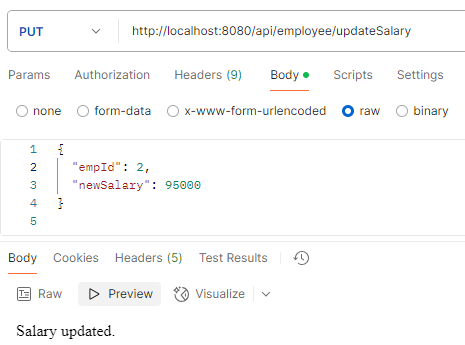 PUT http://localhost:8080/api/employee/updateSalary
Params Authorization Headers (9) Body Scripts Settings
none form-data x-www-form-urlencoded raw binary
1 {
2 "empId": 2,
3 "newSalary": 95000
4 }
5
Body Cookies Headers (5) Test Results
Raw Preview Visualize
Salary updated.